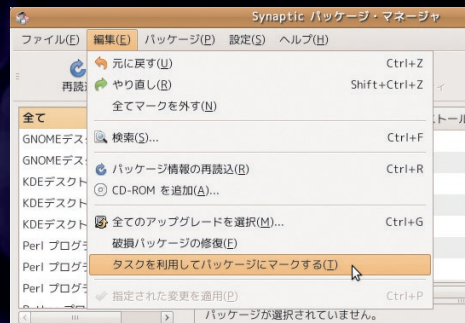 Synaptic パッケージ・マネージャ
ファイル(F) 編集(E) パッケージ(P) 設定(S) ヘルプ(H)
元に戻す(U) Ctrl+Z
やり直し(R) Shift+Ctrl+Z
全てマークを外す(N)
検索(S)... Ctrl+F
パッケージ情報の再読込(R) Ctrl+R
CD-ROM を追加(A)...
全てのアップグレードを選択(M)... Ctrl+G
破損パッケージの修復(F)
タスクを利用してパッケージにマークする(T)
指定された変更を適用(P) Ctrl+P
再読
全て
GNOMEデス
GNOMEデス
KDEデスクト
KDEデスクト
KDEデスクト
Perl プログラ
Perl プログラ
Perl プログラ
トール
パッケージが選択されていません。